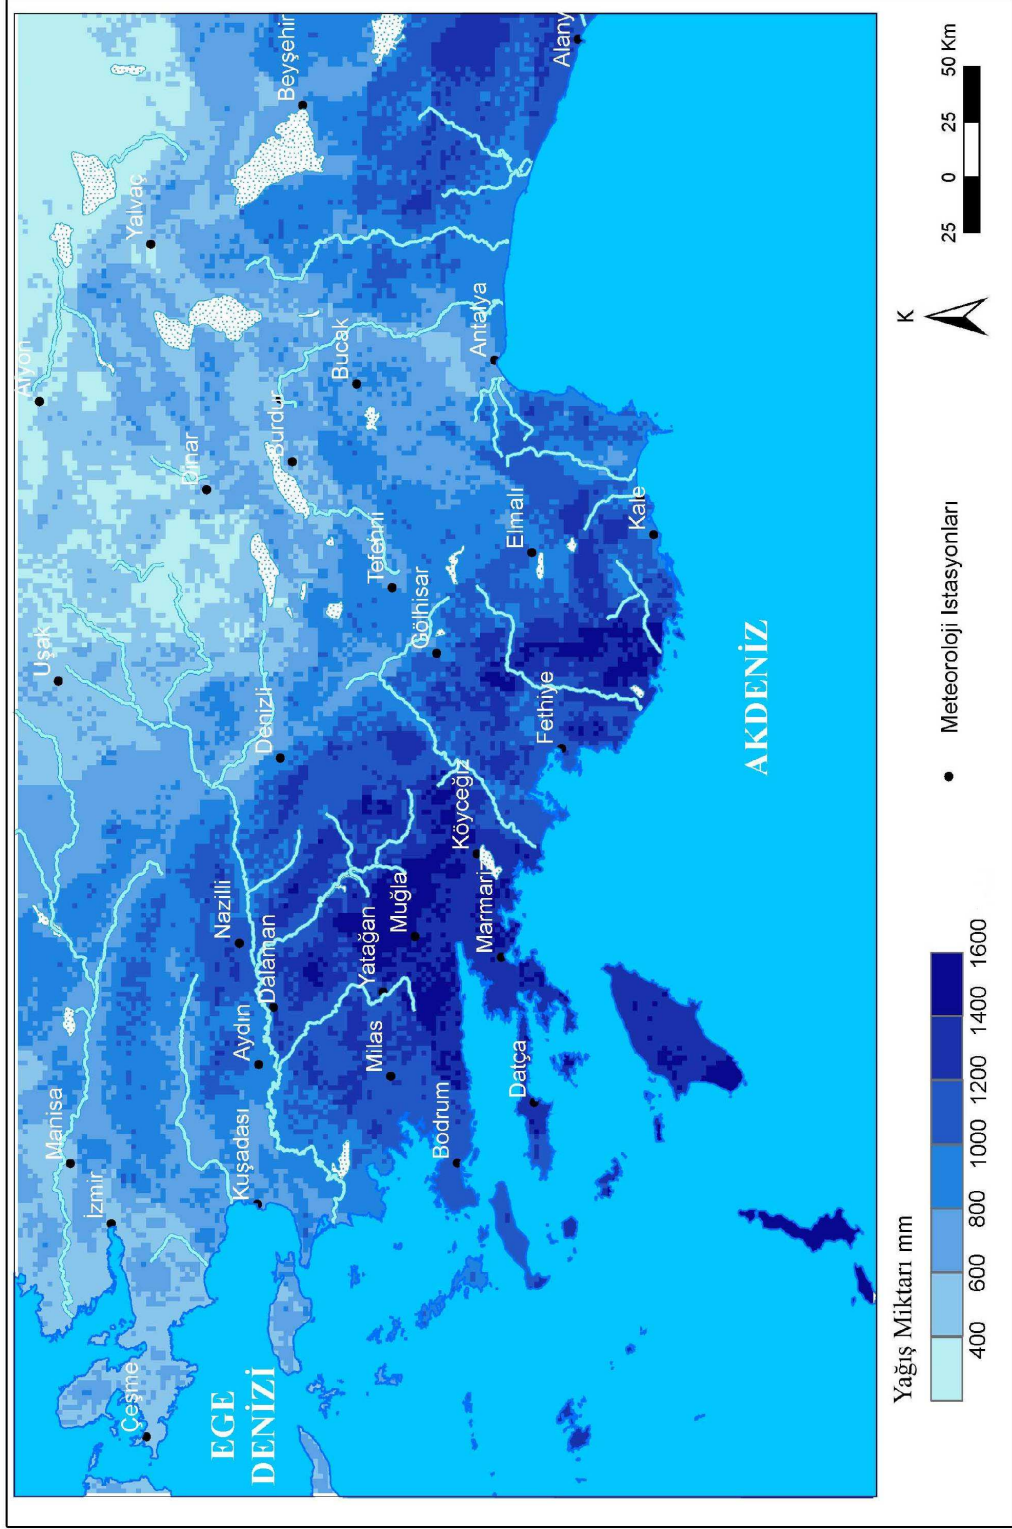 Afyon
Uşak
Manisa
İzmir
Çeşme
Yalvaç
Dinar
Beyşehir
Burdur
Bucak
Denizli
Tefenni
Gölhisar
Nazilli
Aydın
Dalaman
Kuşadası
Yatağan
Muğla
Milas
Bodrum
Köyceğiz
Marmaris
Datça
Fethiye
Elmalı
Kale
Antalya
Alany
EGE
DENİZİ
AKDENİZ
Yağış Miktarı mm
400 600 800 1000 1200 1400 1600
Meteoroloji Istasyonları
K
25 0 25 50 Km